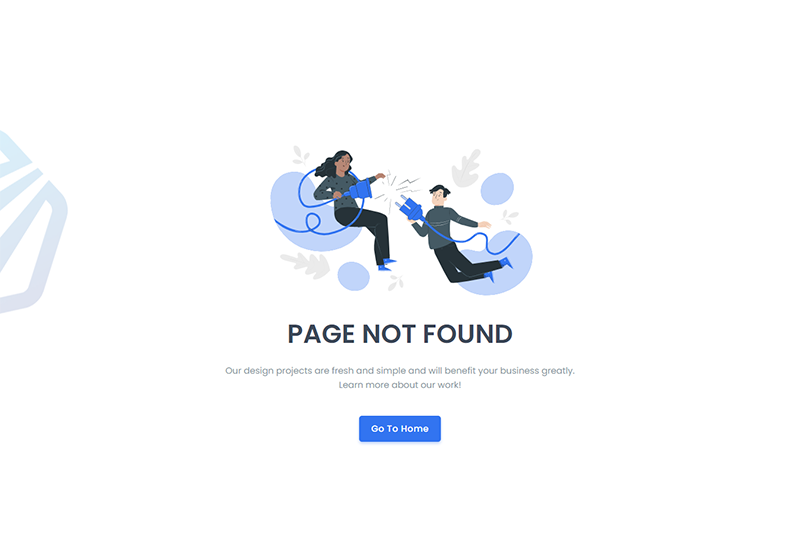 PAGE NOT FOUND
Our design projects are fresh and simple and will benefit your business greatly.
Learn more about our work!
Go To Home